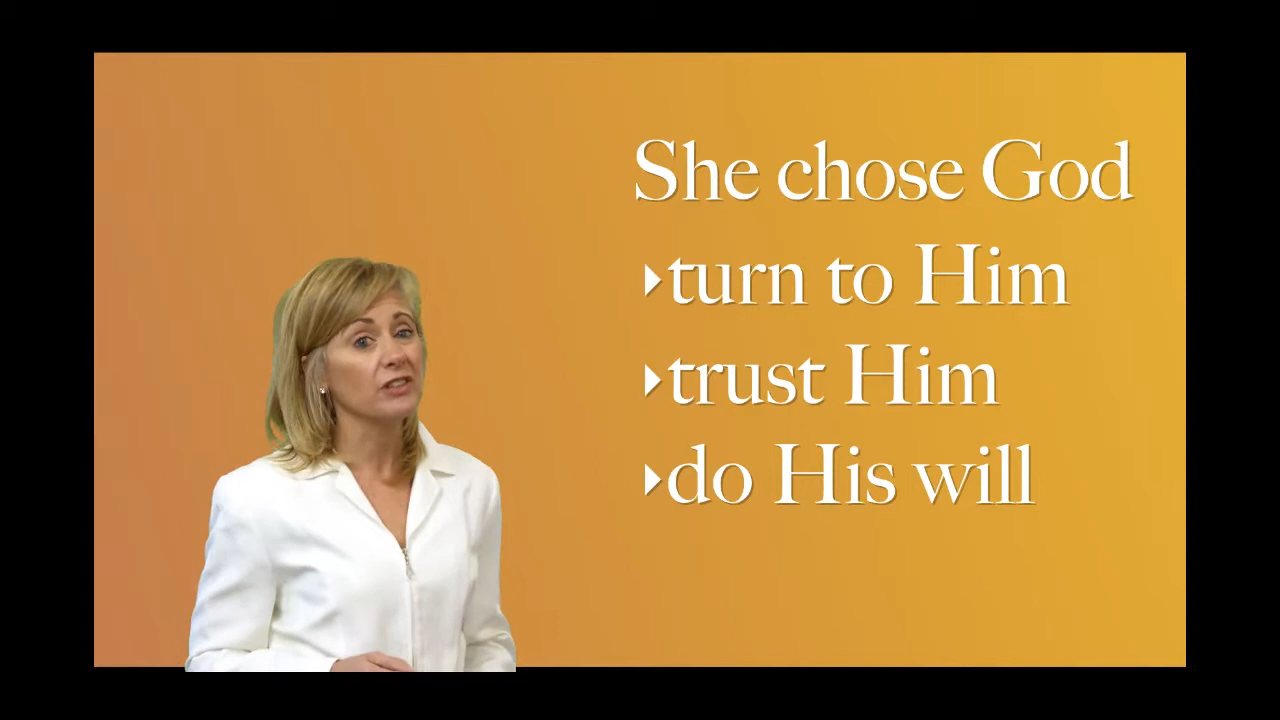 She chose God
‣turn to Him
‣trust Him
‣do His will